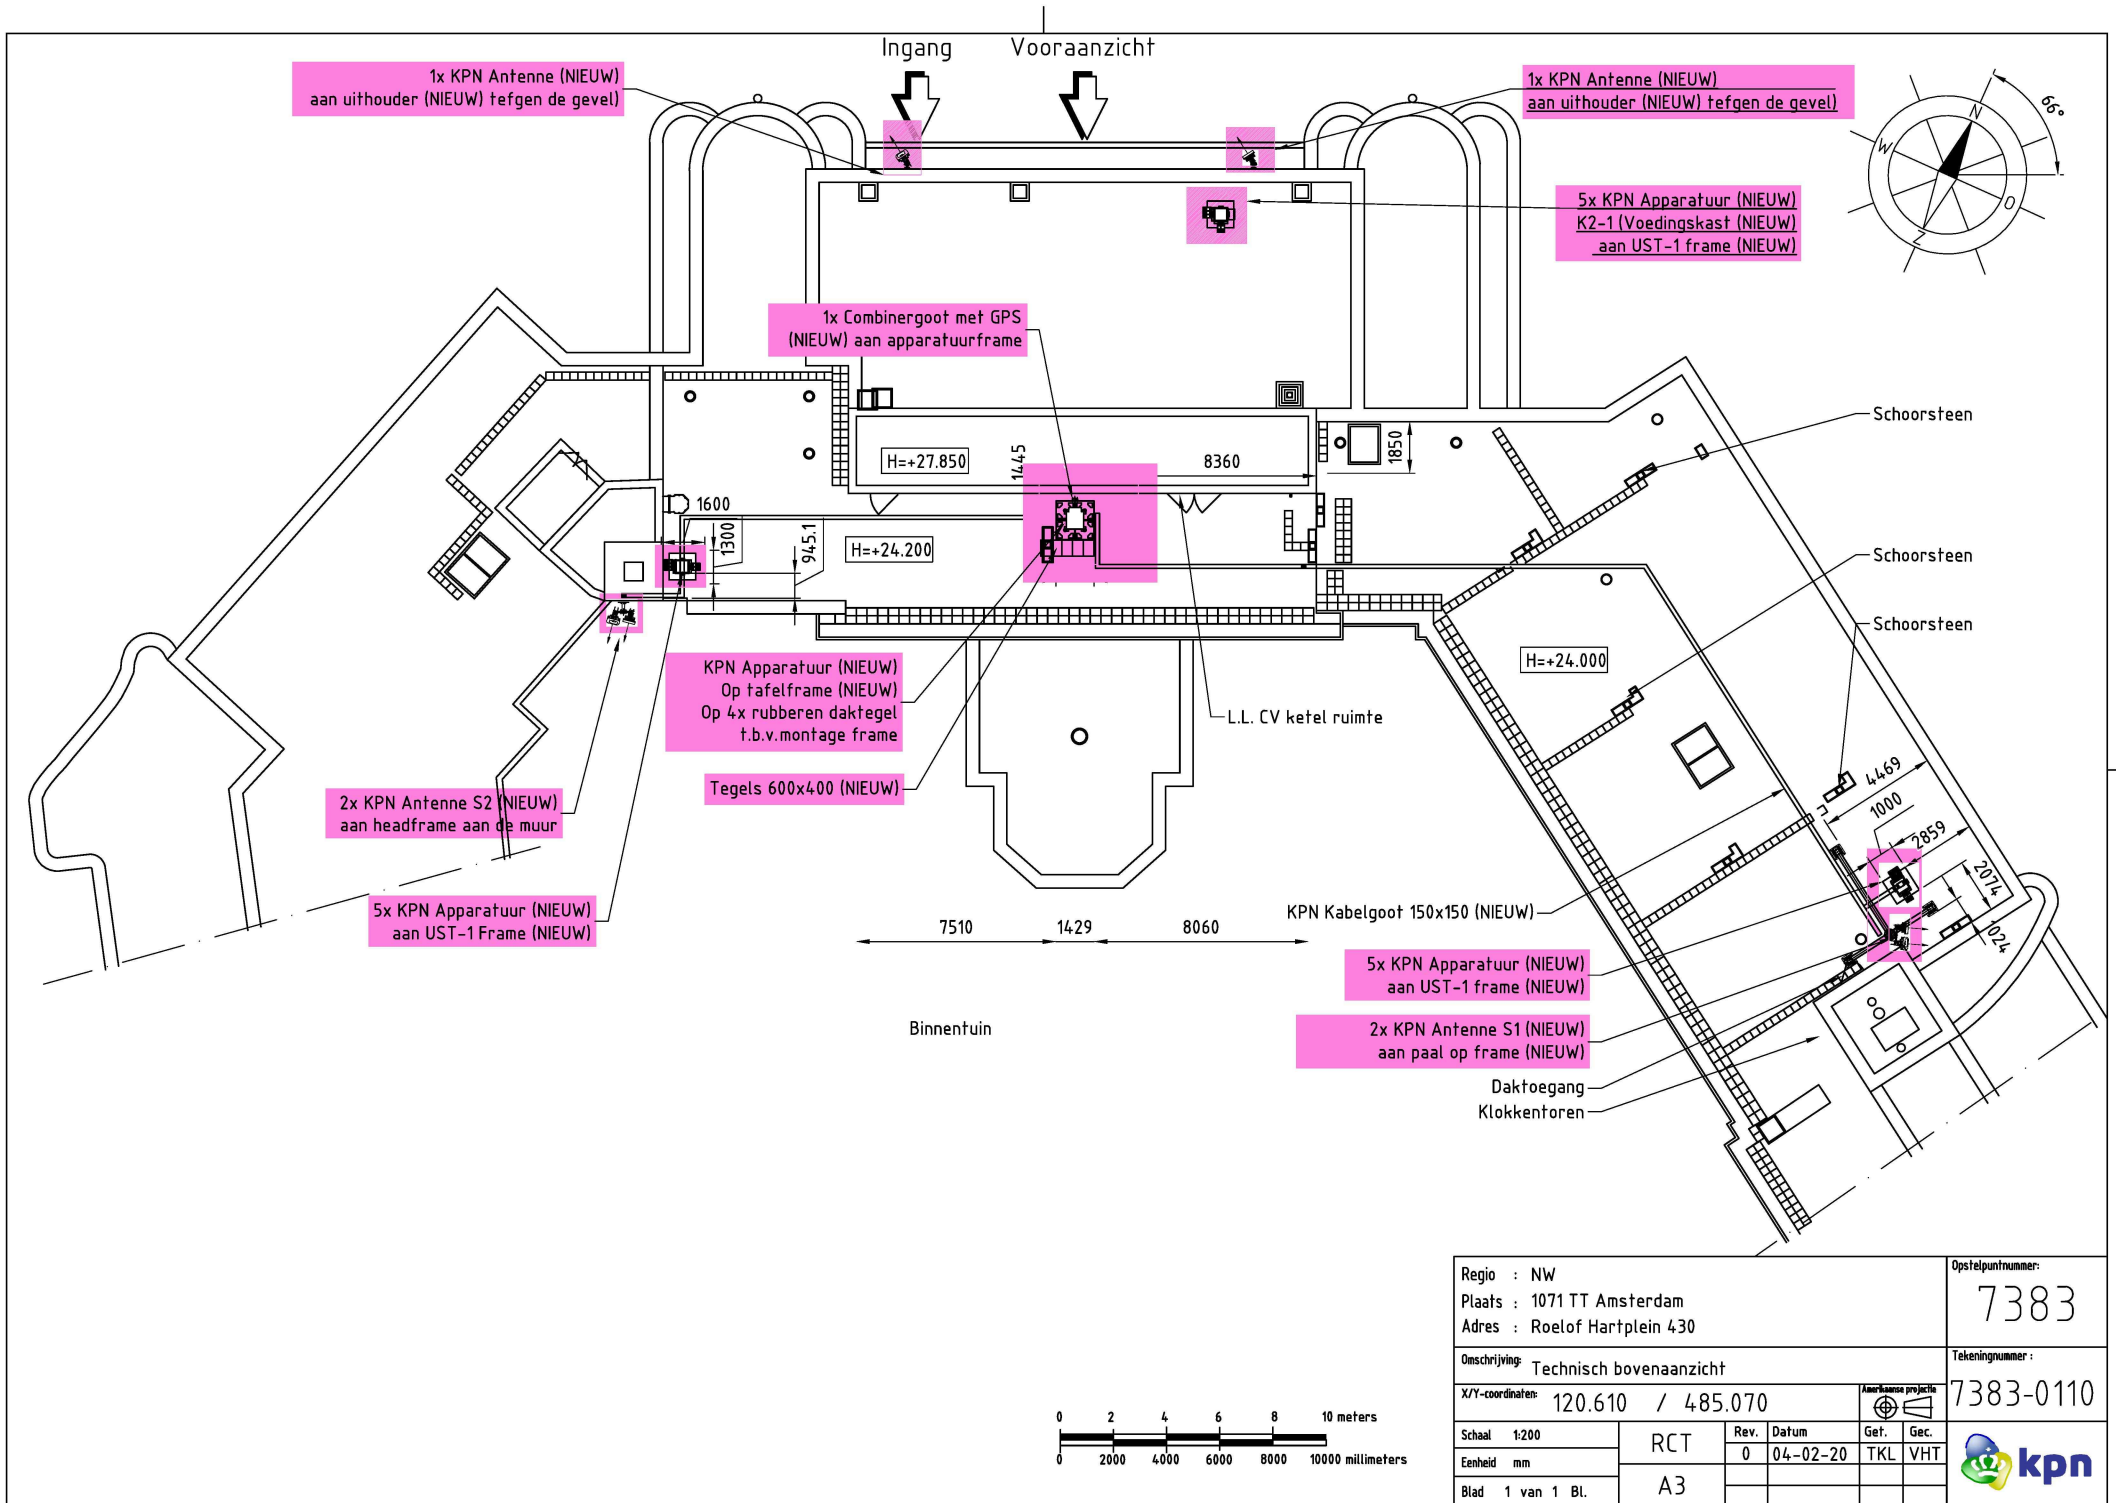 Ingang
Vooraanzicht
1x KPN Antenne (NIEUW)
aan uithouder (NIEUW) tefgen de gevel)
1x KPN Antenne (NIEUW)
aan uithouder (NIEUW) tefgen de gevel)
66°
N
W
O
Z
5x KPN Apparatuur (NIEUW)
K2-1 (Voedingskast (NIEUW)
aan UST-1 frame (NIEUW)
1x Combinergoot met GPS
(NIEUW) aan apparatuurframe
Schoorsteen
H=+27.850
1445
8360
1850
1600
1300
945.1
H=+24.200
Schoorsteen
Schoorsteen
H=+24.000
KPN Apparatuur (NIEUW)
Op tafelframe (NIEUW)
Op 4x rubberen daktegel
t.b.v.montage frame
L.L. CV ketel ruimte
Tegels 600x400 (NIEUW)
2x KPN Antenne S2 (NIEUW)
aan headframe aan de muur
4469
1000
2859
2074
1024
5x KPN Apparatuur (NIEUW)
aan UST-1 Frame (NIEUW)
7510
1429
8060
KPN Kabelgoot 150x150 (NIEUW)
5x KPN Apparatuur (NIEUW)
aan UST-1 frame (NIEUW)
Binnentuin
2x KPN Antenne S1 (NIEUW)
aan paal op frame (NIEUW)
Daktoegang
Klokkentoren
0 2 4 6 8 10 meters
0 2000 4000 6000 8000 10000 millimeters
Regio : NW
Plaats : 1071 TT Amsterdam
Adres : Roelof Hartplein 430
Opstelpuntnummer:
7383
Omschrijving: Technisch bovenaanzicht
Tekeningnummer :
7383-0110
X/Y-coordinaten: 120.610 / 485.070
Amerikaanse projectie
Schaal 1:200
Eenheid mm
Blad 1 van 1 Bl.
RCT
A3
Rev. Datum Get. Gec.
0 04-02-20 TKL VHT
kpn